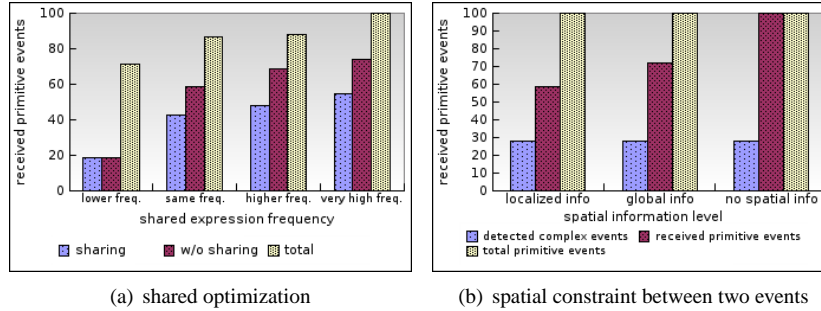 100
80
60
40
20
0
received primitive events
lower freq. same freq. higher freq. very high freq.
shared expression frequency
sharing w/o sharing total
(a) shared optimization
100
90
80
70
60
50
40
30
20
10
0
received primitive events
localized info global info no spatial info
spatial information level
detected complex events received primitive events
total primitive events
(b) spatial constraint between two events